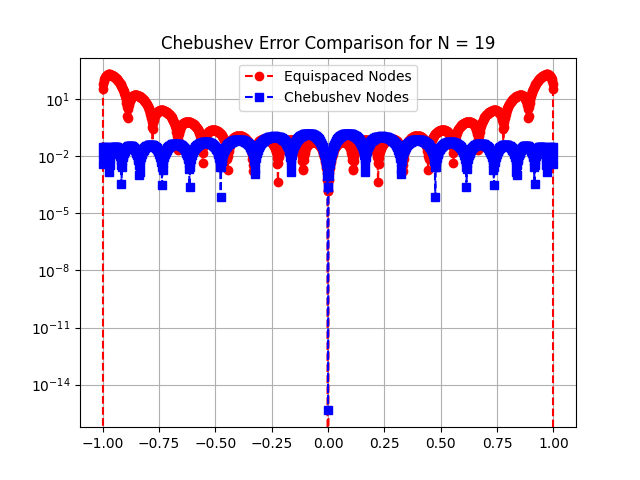 Chebushev Error Comparison for N = 19
Equispaced Nodes
Chebushev Nodes
10¹
10⁻²
10⁻⁵
10⁻⁸
10⁻¹¹
10⁻¹⁴
−1.00 −0.75 −0.50 −0.25 0.00 0.25 0.50 0.75 1.00